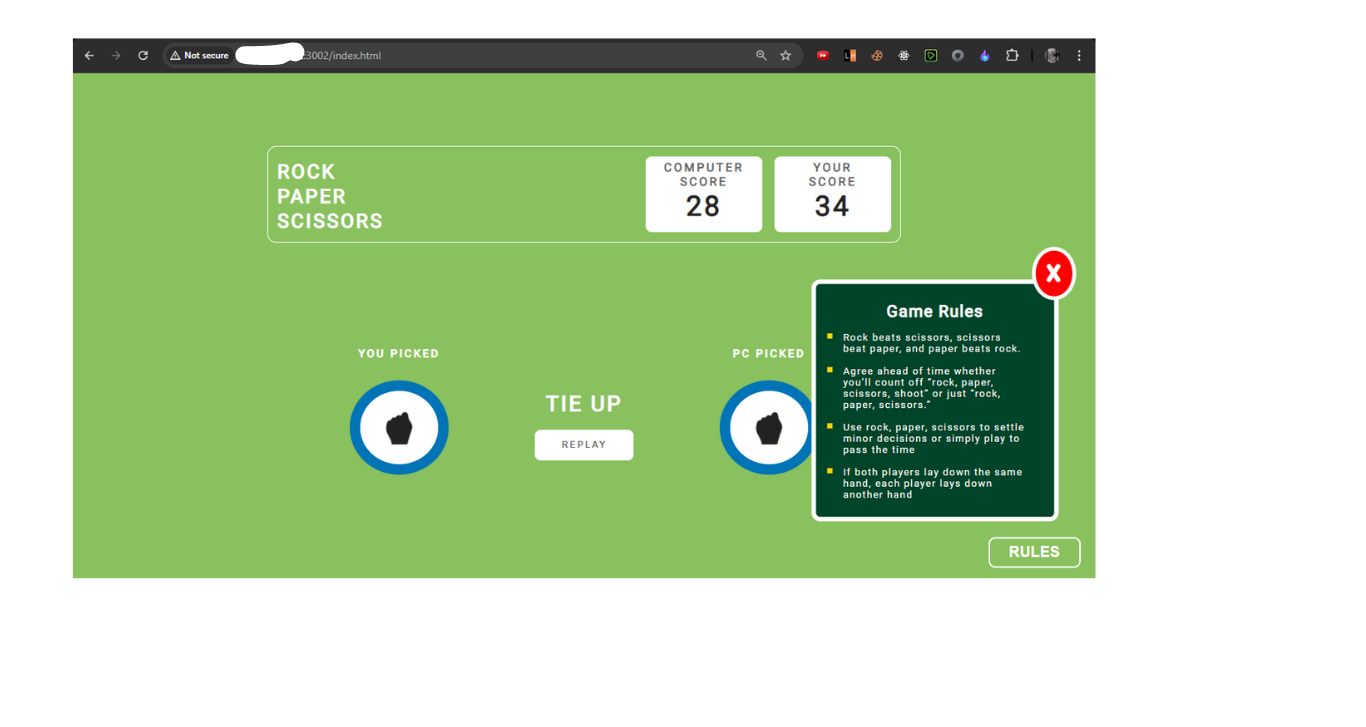 Not secure
:3002/index.html
ROCK
PAPER
SCISSORS
COMPUTER
SCORE
28
YOUR
SCORE
34
X
YOU PICKED
TIE UP
REPLAY
PC PICKED
Game Rules
Rock beats scissors, scissors
beat paper, and paper beats rock.
Agree ahead of time whether
you'll count off “rock, paper,
scissors, shoot” or just “rock,
paper, scissors.”
Use rock, paper, scissors to settle
minor decisions or simply play to
pass the time
If both players lay down the same
hand, each player lays down
another hand
RULES